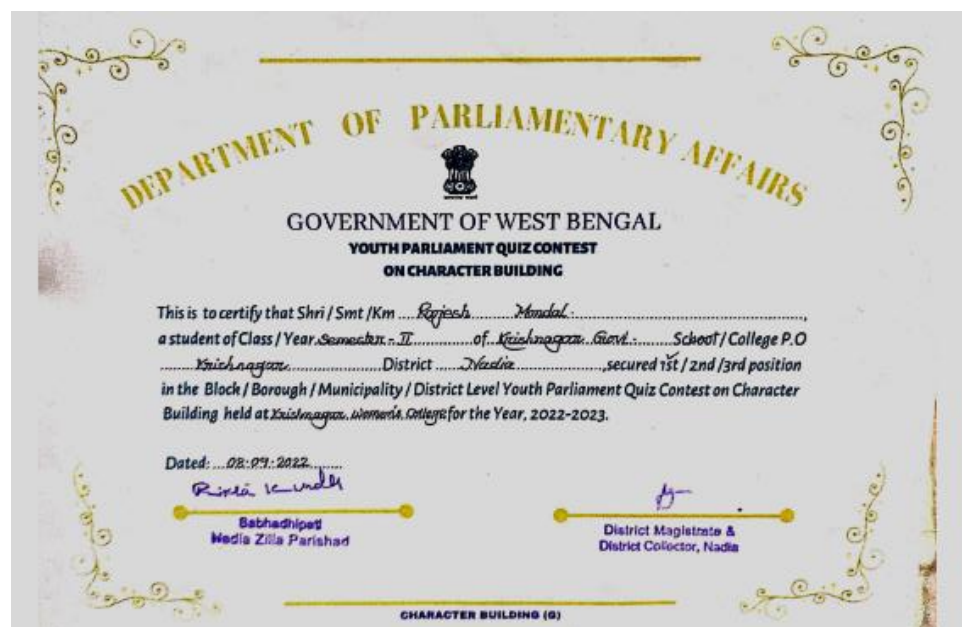 DEPARTMENT OF PARLIAMENTARY AFFAIRS
GOVERNMENT OF WEST BENGAL
YOUTH PARLIAMENT QUIZ CONTEST
ON CHARACTER BUILDING
This is to certify that Shri / Smt /Km ....Rajesh Mondal.,
a student of Class / Year.Semester - II............of..Krishnagar Govt.-........School / College P.O
........Krishnagar.....................District ......Nadia.....................,secured 1st / 2nd /3rd position
in the Block / Borough / Municipality / District Level Youth Parliament Quiz Contest on Character
Building held at Krishnagar Women's College for the Year, 2022-2023.
Dated: ...08.09.2022.......
Rikta Kundu
Sabhadhipati
Nadia Zilla Parishad
District Magistrate &
District Collector, Nadia
CHARACTER BUILDING (G)